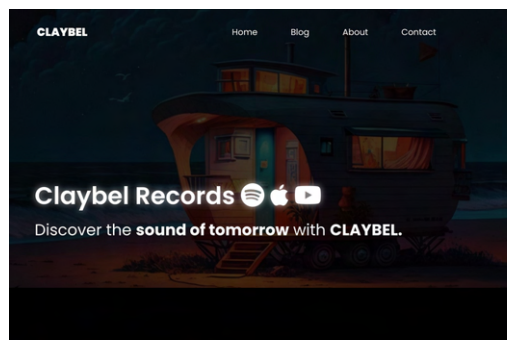 CLAYBEL Home Blog About Contact
Claybel Records
Discover the sound of tomorrow with CLAYBEL.